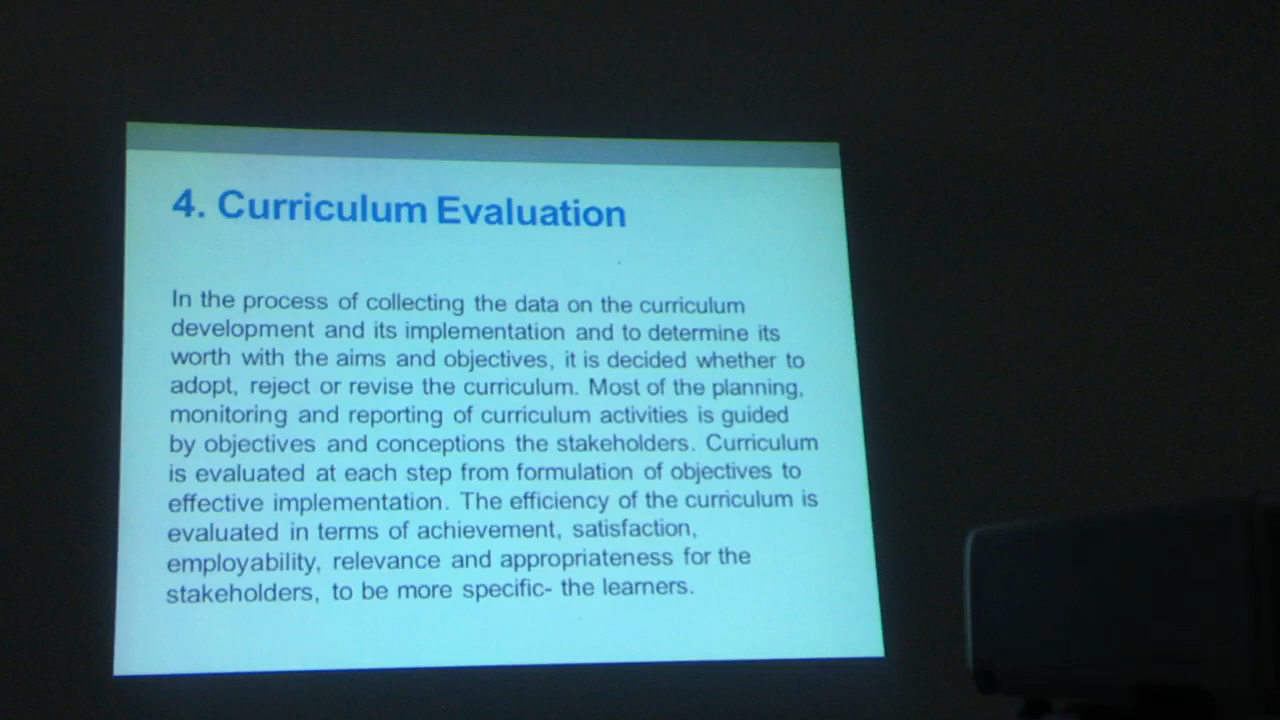 4. Curriculum Evaluation
In the process of collecting the data on the curriculum
development and its implementation and to determine its
worth with the aims and objectives, it is decided whether to
adopt, reject or revise the curriculum. Most of the planning,
monitoring and reporting of curriculum activities is guided
by objectives and conceptions the stakeholders. Curriculum
is evaluated at each step from formulation of objectives to
effective implementation. The efficiency of the curriculum is
evaluated in terms of achievement, satisfaction,
employability, relevance and appropriateness for the
stakeholders, to be more specific- the learners.